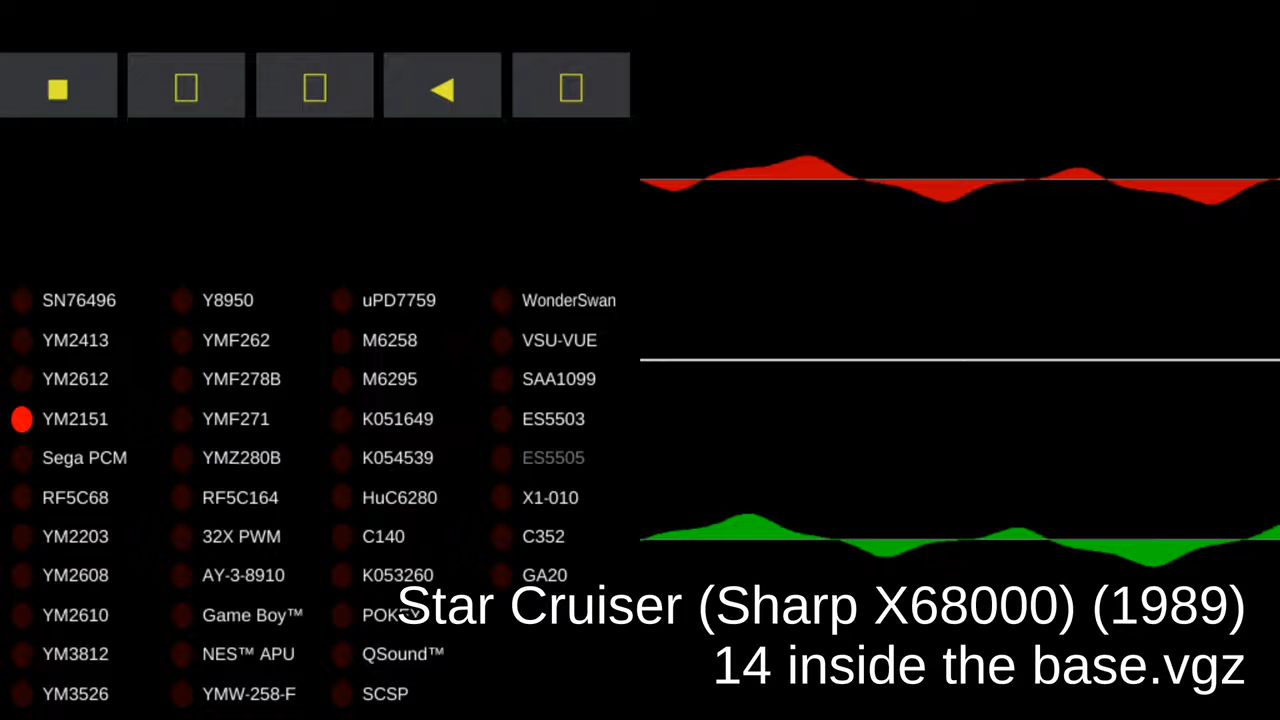 SN76496 Y8950 uPD7759 WonderSwan
YM2413 YMF262 M6258 VSU-VUE
YM2612 YMF278B M6295 SAA1099
YM2151 YMF271 K051649 ES5503
Sega PCM YMZ280B K054539 ES5505
RF5C68 RF5C164 HuC6280 X1-010
YM2203 32X PWM C140 C352
YM2608 AY-3-8910 K053260 GA20
YM2610 Game Boy™ POKEY
YM3812 NES™ APU QSound™
YM3526 YMW-258-F SCSP
Star Cruiser (Sharp X68000) (1989)
14 inside the base.vgz